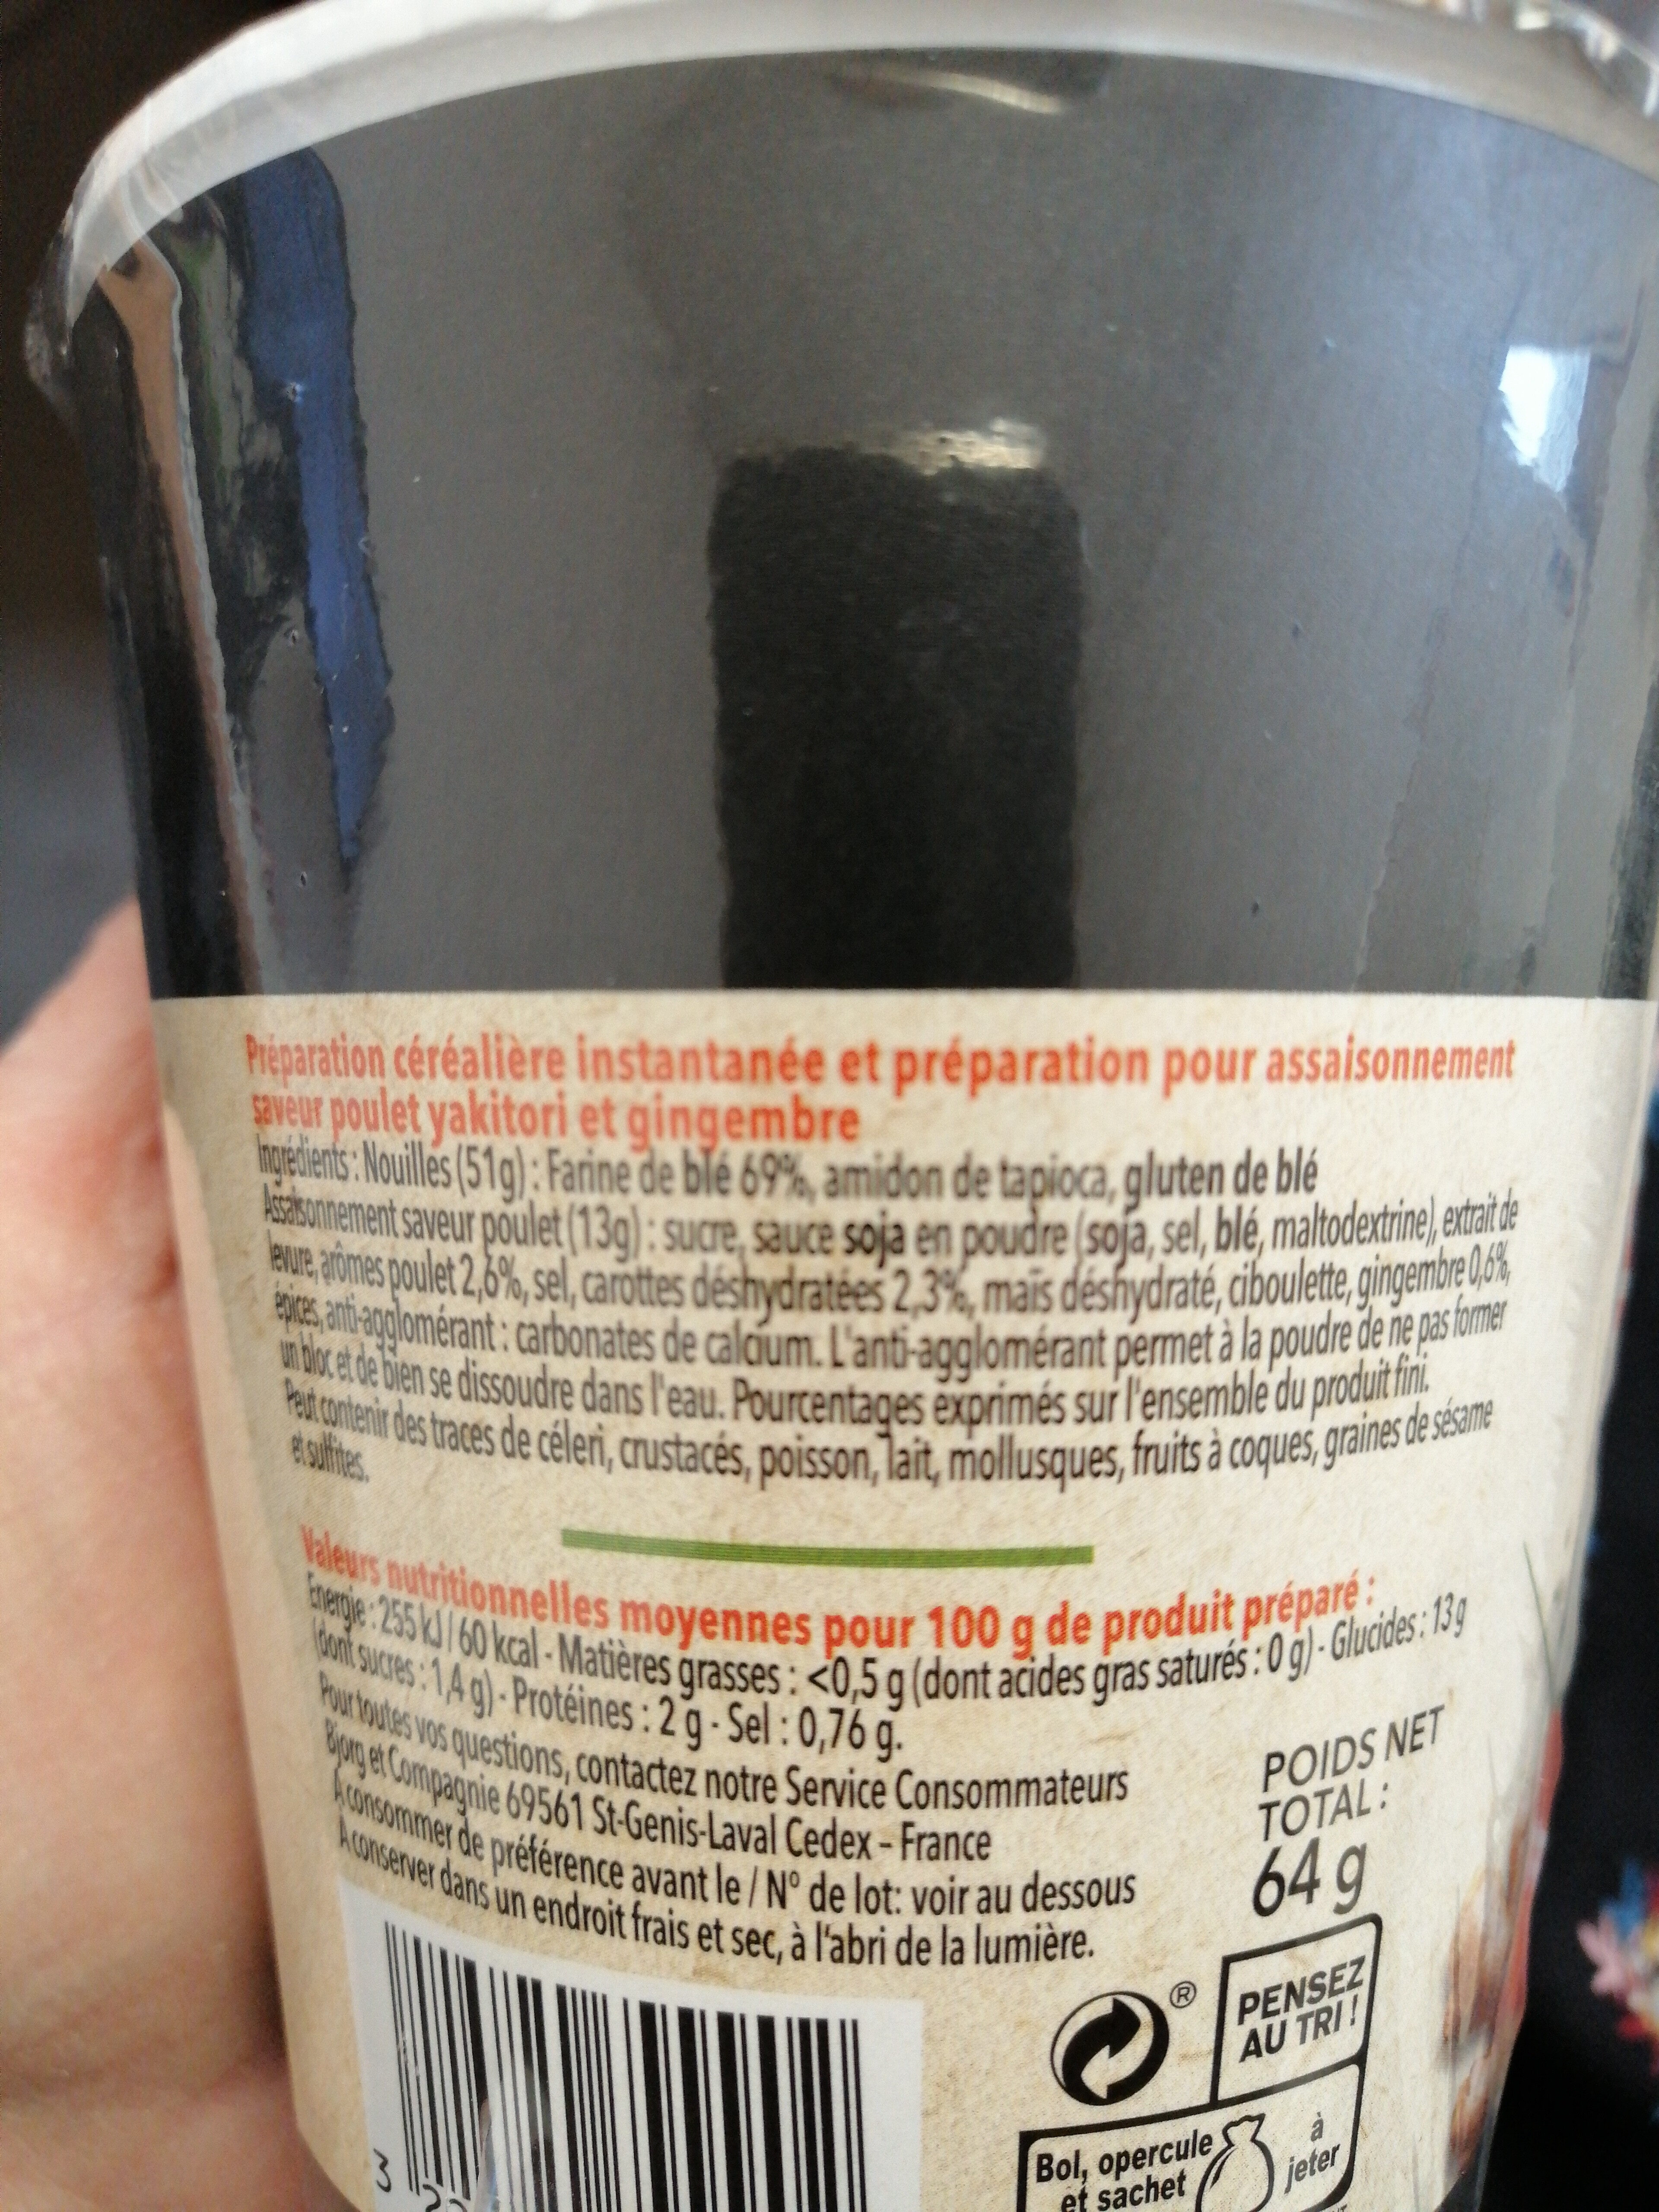 Préparation céréalière instantanée et préparation pour assaisonnement
saveur poulet yakitori et gingembre
Ingrédients : Nouilles (51g) : Farine de blé 69%, amidon de tapioca, gluten de blé
Assaisonnement saveur poulet (13g) : sucre, sauce soja en poudre (soja, sel, blé, maltodextrine), extrait de
levure, arômes poulet 2,6%, sel, carottes déshydratées 2,3%, maïs déshydraté, ciboulette, gingembre 0,6%,
épices, anti-agglomérant : carbonates de calcium. L'anti-agglomérant permet à la poudre de ne pas former
un bloc et de bien se dissoudre dans l'eau. Pourcentages exprimés sur l'ensemble du produit fini.
Peut contenir des traces de céleri, crustacés, poisson, lait, mollusques, fruits à coques, graines de sésame
et sulfites.
Valeurs nutritionnelles moyennes pour 100 g de produit préparé :
Energie : 255 kJ / 60 kcal - Matières grasses : <0,5 g (dont acides gras saturés : 0 g) - Glucides : 13 g
(dont sucres : 1,4 g) - Protéines : 2 g - Sel : 0,76 g.
Pour toutes vos questions, contactez notre Service Consommateurs
Bjorg et Compagnie 69561 St-Genis-Laval Cedex – France
A consommer de préférence avant le / N° de lot: voir au dessous
A conserver dans un endroit frais et sec, à l'abri de la lumière.
POIDS NET
TOTAL :
64 g
®
PENSEZ
AU TRI !
Bol, opercule
et sachet
à
jeter
3